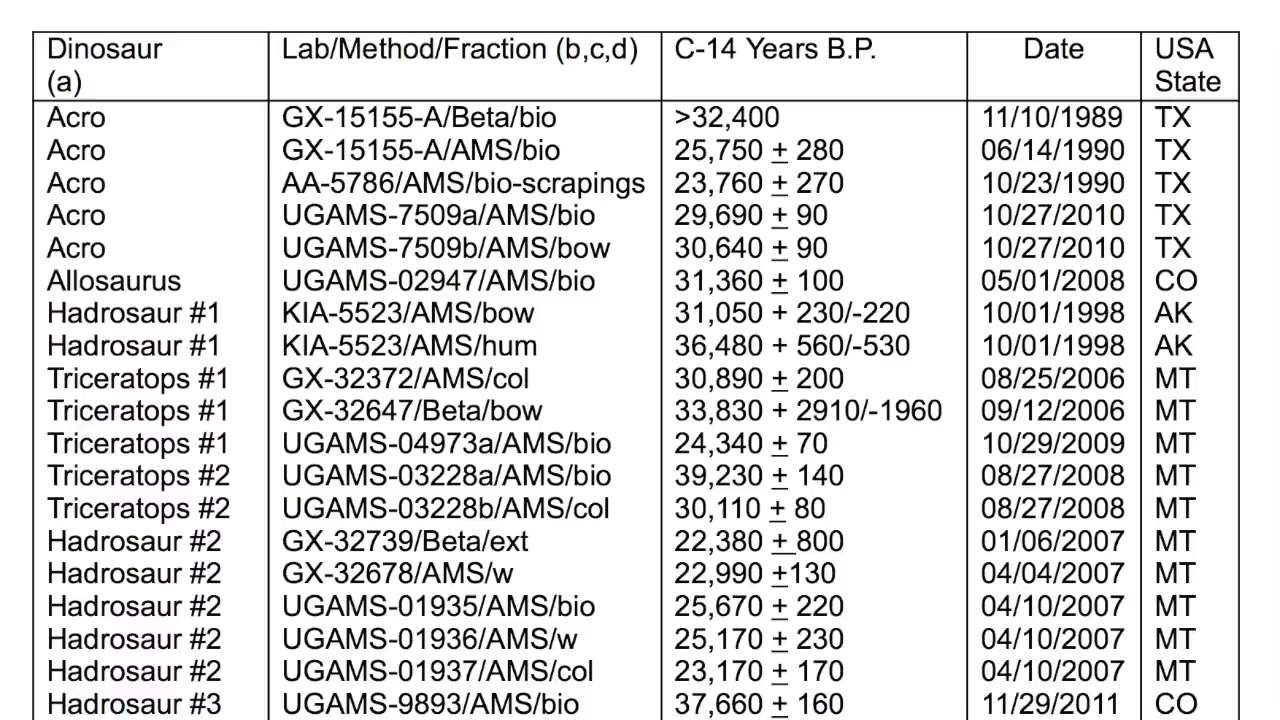 Dinosaur (a) Lab/Method/Fraction (b,c,d) C-14 Years B.P. Date USA State
Acro GX-15155-A/Beta/bio >32,400 11/10/1989 TX
Acro GX-15155-A/AMS/bio 25,750 ± 280 06/14/1990 TX
Acro AA-5786/AMS/bio-scrapings 23,760 ± 270 10/23/1990 TX
Acro UGAMS-7509a/AMS/bio 29,690 ± 90 10/27/2010 TX
Acro UGAMS-7509b/AMS/bow 30,640 ± 90 10/27/2010 TX
Allosaurus UGAMS-02947/AMS/bio 31,360 ± 100 05/01/2008 CO
Hadrosaur #1 KIA-5523/AMS/bow 31,050 + 230/-220 10/01/1998 AK
Hadrosaur #1 KIA-5523/AMS/hum 36,480 + 560/-530 10/01/1998 AK
Triceratops #1 GX-32372/AMS/col 30,890 ± 200 08/25/2006 MT
Triceratops #1 GX-32647/Beta/bow 33,830 + 2910/-1960 09/12/2006 MT
Triceratops #1 UGAMS-04973a/AMS/bio 24,340 ± 70 10/29/2009 MT
Triceratops #2 UGAMS-03228a/AMS/bio 39,230 ± 140 08/27/2008 MT
Triceratops #2 UGAMS-03228b/AMS/col 30,110 ± 80 08/27/2008 MT
Hadrosaur #2 GX-32739/Beta/ext 22,380 ± 800 01/06/2007 MT
Hadrosaur #2 GX-32678/AMS/w 22,990 ±130 04/04/2007 MT
Hadrosaur #2 UGAMS-01935/AMS/bio 25,670 ± 220 04/10/2007 MT
Hadrosaur #2 UGAMS-01936/AMS/w 25,170 ± 230 04/10/2007 MT
Hadrosaur #2 UGAMS-01937/AMS/col 23,170 ± 170 04/10/2007 MT
Hadrosaur #3 UGAMS-9893/AMS/bio 37,660 ± 160 11/29/2011 CO